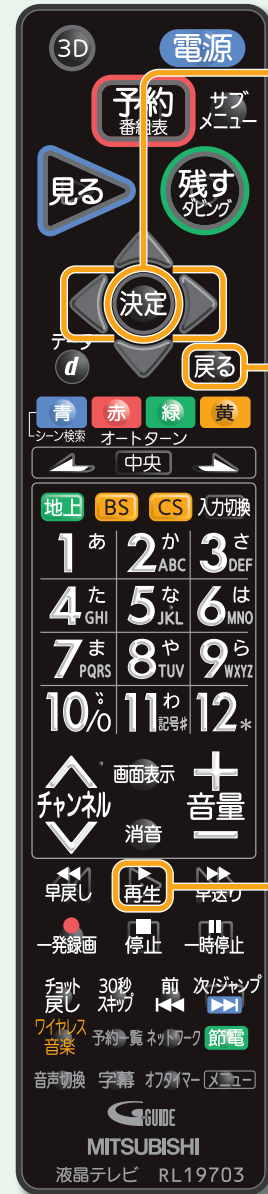 3D 電源
予約 サブ
番組表 メニュー
見る 残す
ダビング
決定
データ
d 戻る
青 赤 緑 黄
シーン検索 オートターン
中央
地上 BS CS 入力切換
1 あ 2 か ABC 3 さ DEF
4 た GHI 5 な JKL 6 は MNO
7 ま PQRS 8 や TUV 9 ら WXYZ
10/0 ゛゜ 11 わ 記号# 12 *
画面表示 +
チャンネル 音量
消音 −
早戻し 再生 早送り
一発録画 停止 一時停止
チョット 30秒 前 次/ジャンプ
戻し スキップ
ワイヤレス
音楽 予約一覧 ネットワーク 節電
音声切換 字幕 オフタイマー メニュー
G-GUIDE
MITSUBISHI
液晶テレビ RL19703